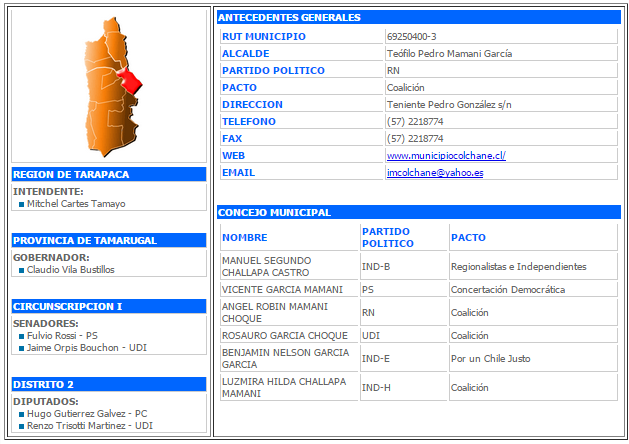 REGION DE TARAPACA
INTENDENTE:
Mitchel Cartes Tamayo
PROVINCIA DE TAMARUGAL
GOBERNADOR:
Claudio Vila Bustillos
CIRCUNSCRIPCION I
SENADORES:
Fulvio Rossi - PS
Jaime Orpis Bouchon - UDI
DISTRITO 2
DIPUTADOS:
Hugo Gutierrez Galvez - PC
Renzo Trisotti Martinez - UDI
ANTECEDENTES GENERALES
RUT MUNICIPIO 69250400-3
ALCALDE Teófilo Pedro Mamani García
PARTIDO POLITICO RN
PACTO Coalición
DIRECCION Teniente Pedro González s/n
TELEFONO (57) 2218774
FAX (57) 2218774
WEB www.municipiocolchane.cl/
EMAIL imcolchane@yahoo.es
CONCEJO MUNICIPAL
NOMBRE PARTIDO POLITICO PACTO
MANUEL SEGUNDO
CHALLAPA CASTRO IND-B Regionalistas e Independientes
VICENTE GARCIA MAMANI PS Concertación Democrática
ANGEL ROBIN MAMANI
CHOQUE RN Coalición
ROSAURO GARCIA CHOQUE UDI Coalición
BENJAMIN NELSON GARCIA
GARCIA IND-E Por un Chile Justo
LUZMIRA HILDA CHALLAPA
MAMANI IND-H Coalición